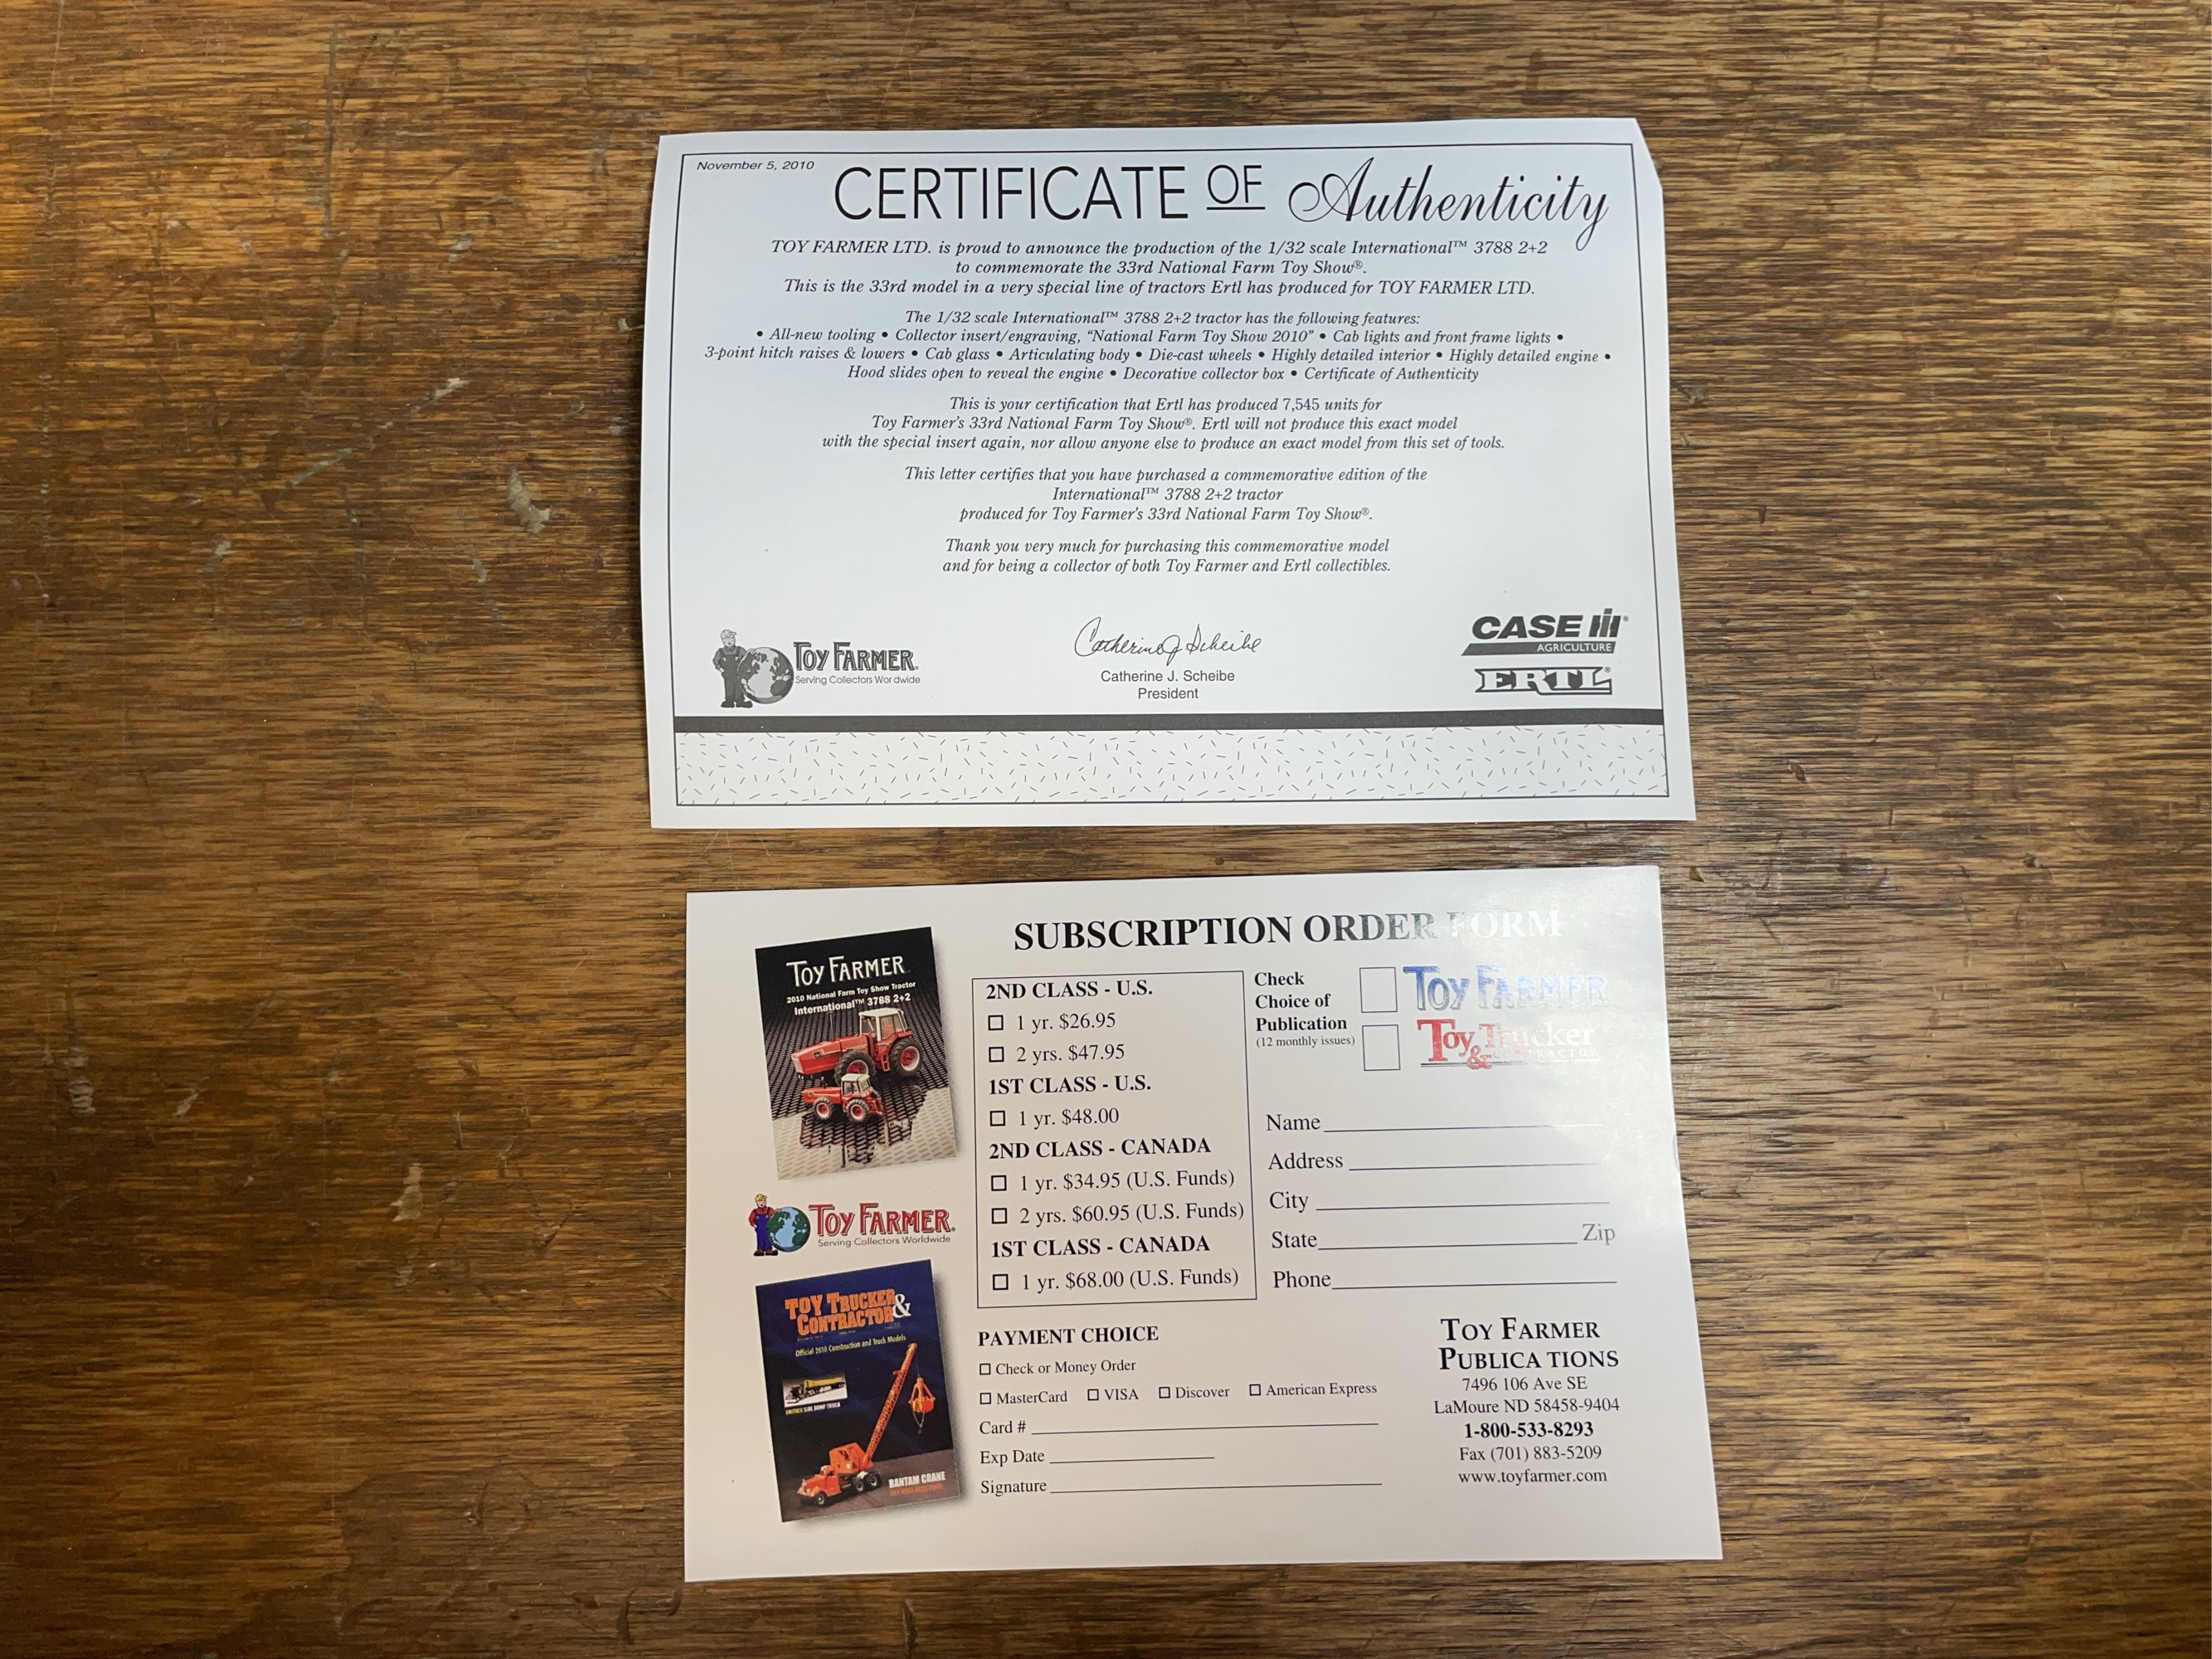 November 5, 2010
CERTIFICATE OF Authenticity
TOY FARMER LTD. is proud to announce the production of the 1/32 scale International™ 3788 2+2
to commemorate the 33rd National Farm Toy Show®.
This is the 33rd model in a very special line of tractors Ertl has produced for TOY FARMER LTD.
The 1/32 scale International™ 3788 2+2 tractor has the following features:
• All-new tooling • Collector insert/engraving, “National Farm Toy Show 2010” • Cab lights and front frame lights •
3-point hitch raises & lowers • Cab glass • Articulating body • Die-cast wheels • Highly detailed interior • Highly detailed engine •
Hood slides open to reveal the engine • Decorative collector box • Certificate of Authenticity
This is your certification that Ertl has produced 7,545 units for
Toy Farmer’s 33rd National Farm Toy Show®. Ertl will not produce this exact model
with the special insert again, nor allow anyone else to produce an exact model from this set of tools.
This letter certifies that you have purchased a commemorative edition of the
International™ 3788 2+2 tractor
produced for Toy Farmer’s 33rd National Farm Toy Show®.
Thank you very much for purchasing this commemorative model
and for being a collector of both Toy Farmer and Ertl collectibles.
TOY FARMER®
Serving Collectors Wor dwide
Catherine J Scheibe
Catherine J. Scheibe
President
CASE IH®
AGRICULTURE
ERTL®
SUBSCRIPTION ORDER FORM
TOY FARMER
2010 National Farm Toy Show Tractor
International™ 3788 2+2
TOY FARMER®
Serving Collectors Worldwide
TOY TRUCKER &
CONTRACTOR
Official 2010 Construction and Truck Models
BANTAM CRANE
2ND CLASS - U.S.
1 yr. $26.95
2 yrs. $47.95
1ST CLASS - U.S.
1 yr. $48.00
2ND CLASS - CANADA
1 yr. $34.95 (U.S. Funds)
2 yrs. $60.95 (U.S. Funds)
1ST CLASS - CANADA
1 yr. $68.00 (U.S. Funds)
Check
Choice of
Publication
(12 monthly issues)
TOY FARMER
Toy Trucker
& CONTRACTOR
Name
Address
City
State Zip
Phone
PAYMENT CHOICE
Check or Money Order
MasterCard VISA Discover American Express
Card #
Exp Date
Signature
TOY FARMER
PUBLICA TIONS
7496 106 Ave SE
LaMoure ND 58458-9404
1-800-533-8293
Fax (701) 883-5209
www.toyfarmer.com